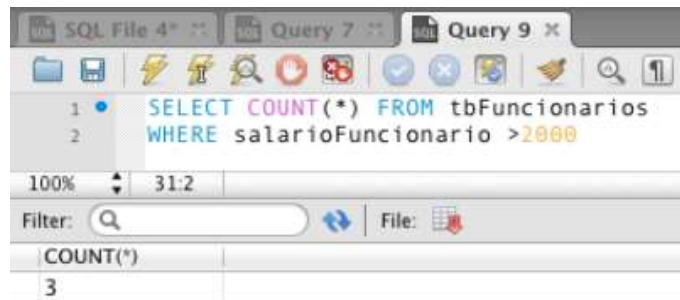 SQL File 4* Query 7 Query 9
1 SELECT COUNT(*) FROM tbFuncionarios
2 WHERE salarioFuncionario >2000
100% 31:2
Filter: File:
COUNT(*)
3